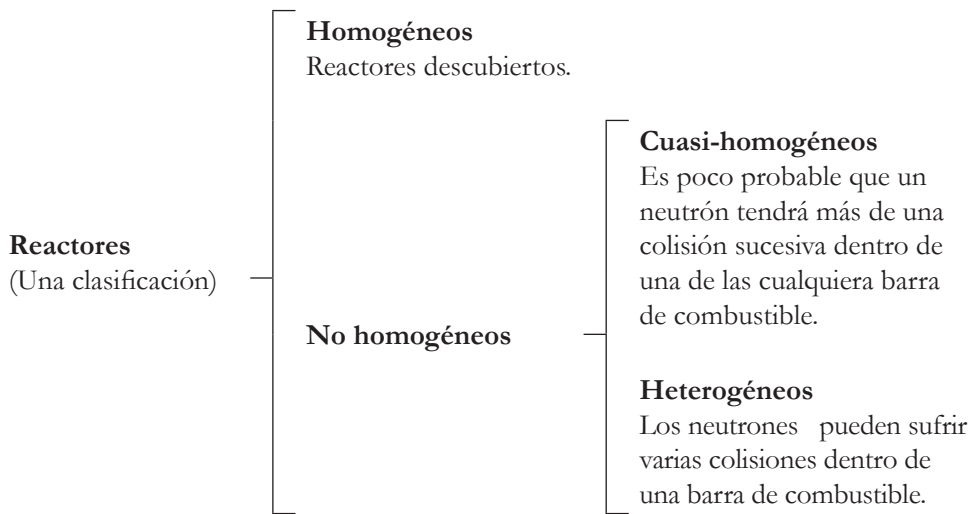 Homogéneos
Reactores descubiertos.
Cuasi-homogéneos
Es poco probable que un
neutrón tendrá más de una
colisión sucesiva dentro de
una de las cualquiera barra
de combustible.
Reactores
(Una clasificación)
No homogéneos
Heterogéneos
Los neutrones pueden sufrir
varias colisiones dentro de
una barra de combustible.